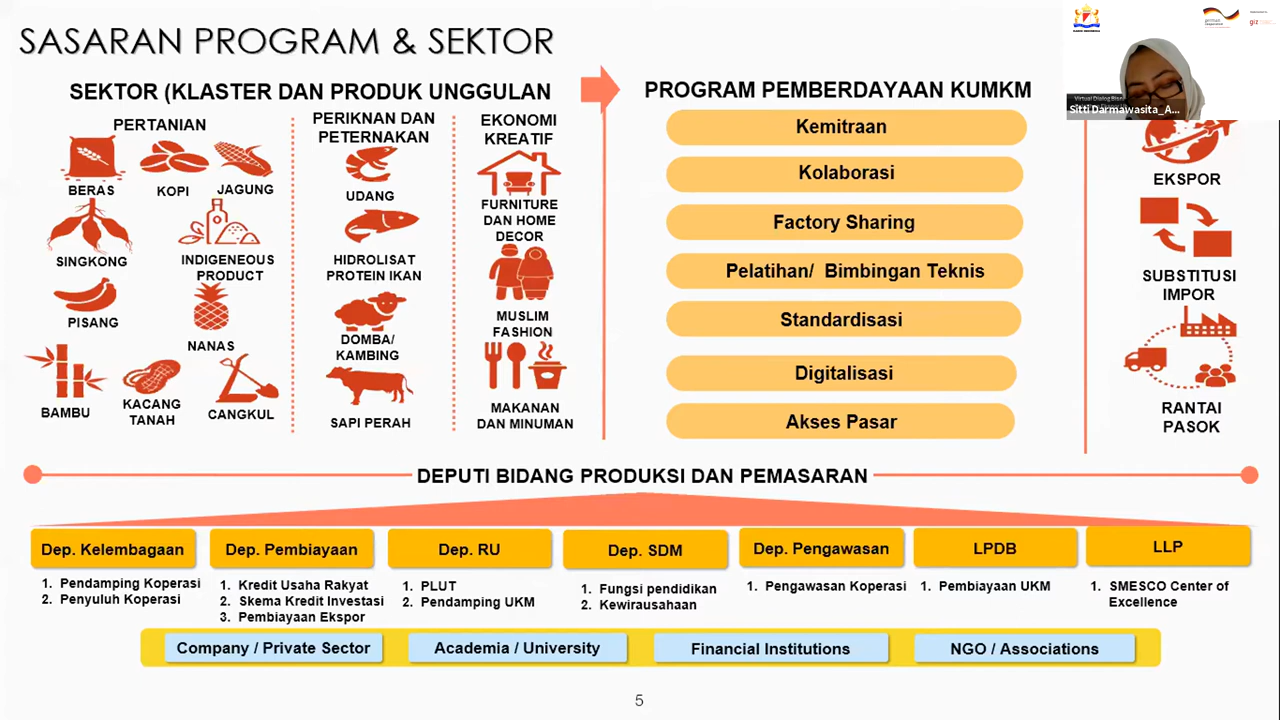 SASARAN PROGRAM & SEKTOR
SEKTOR (KLASTER DAN PRODUK UNGGULAN
PERTANIAN
BERAS
KOPI
JAGUNG
SINGKONG
INDIGENEOUS
PRODUCT
PISANG
NANAS
BAMBU
KACANG
TANAH
CANGKUL
PERIKNAN DAN
PETERNAKAN
UDANG
HIDROLISAT
PROTEIN IKAN
DOMBA/
KAMBING
SAPI PERAH
EKONOMI
KREATIF
FURNITURE
DAN HOME
DECOR
MUSLIM
FASHION
MAKANAN
DAN MINUMAN
PROGRAM PEMBERDAYAAN KUMKM
Kemitraan
Kolaborasi
Factory Sharing
Pelatihan/ Bimbingan Teknis
Standardisasi
Digitalisasi
Akses Pasar
giz
Virtual Dialog Bisni
Sitti Darmawasita_A...
EKSPOR
SUBSTITUSI
IMPOR
RANTAI
PASOK
DEPUTI BIDANG PRODUKSI DAN PEMASARAN
Dep. Kelembagaan
1. Pendamping Koperasi
2. Penyuluh Koperasi
Dep. Pembiayaan
1. Kredit Usaha Rakyat
2. Skema Kredit Investasi
3. Pembiayaan Ekspor
Dep. RU
1. PLUT
2. Pendamping UKM
Dep. SDM
1. Fungsi pendidikan
2. Kewirausahaan
Dep. Pengawasan
1. Pengawasan Koperasi
LPDB
1. Pembiayaan UKM
LLP
1. SMESCO Center of
Excellence
Company / Private Sector
Academia / University
Financial Institutions
NGO / Associations
5